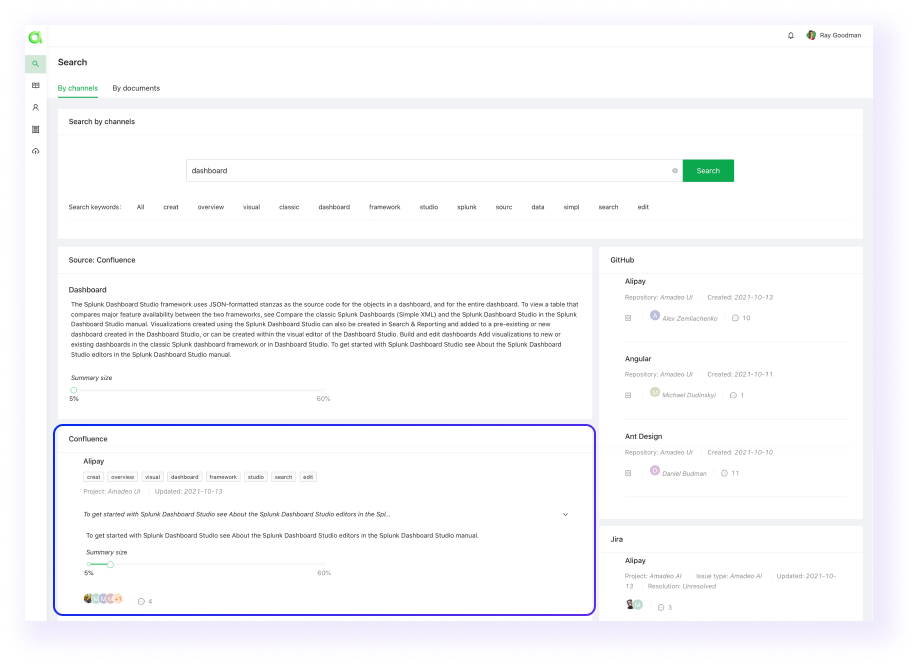 Ray Goodman
Search
By channels By documents
Search by channels
dashboard
Search
Search keywords: All creat overview visual classic dashboard framework studio splunk sourc data simpl search edit
Source: Confluence
Dashboard
The Splunk Dashboard Studio framework uses JSON-formatted stanzas as the source code for the objects in a dashboard, and for the entire dashboard. To view a table that
compares major feature availability between the two frameworks, see Compare the classic Splunk Dashboards (Simple XML) and the Splunk Dashboard Studio in the Splunk
Dashboard Studio manual. Visualizations created using the Splunk Dashboard Studio can also be created in Search & Reporting and added to a pre-existing or new
dashboard created in the Dashboard Studio, or can be created within the visual editor of the Dashboard Studio. Build and edit dashboards Add visualizations to new or
existing dashboards in the classic Splunk dashboard framework or in Dashboard Studio. To get started with Splunk Dashboard Studio see About the Splunk Dashboard
Studio editors in the Splunk Dashboard Studio manual.
Summary size
5% 60%
Confluence
Alipay
creat overview visual dashboard framework studio search edit
Project: Amadeo UI Updated: 2021-10-13
To get started with Splunk Dashboard Studio see About the Splunk Dashboard Studio editors in the Spl...
To get started with Splunk Dashboard Studio see About the Splunk Dashboard Studio editors in the Splunk Dashboard Studio manual.
Summary size
5% 60%
+1 4
GitHub
Alipay
Repository: Amadeo UI Created: 2021-10-13
A Alex Zemliachenko 10
Angular
Repository: Amadeo UI Created: 2021-10-11
M Michael Dudinskyi 1
Ant Design
Repository: Amadeo UI Created: 2021-10-10
D Daniel Budman 11
Jira
Alipay
Project: Amadeo AI Issue type: Amadeo AI Updated: 2021-10-
13 Resolution: Unresolved
3